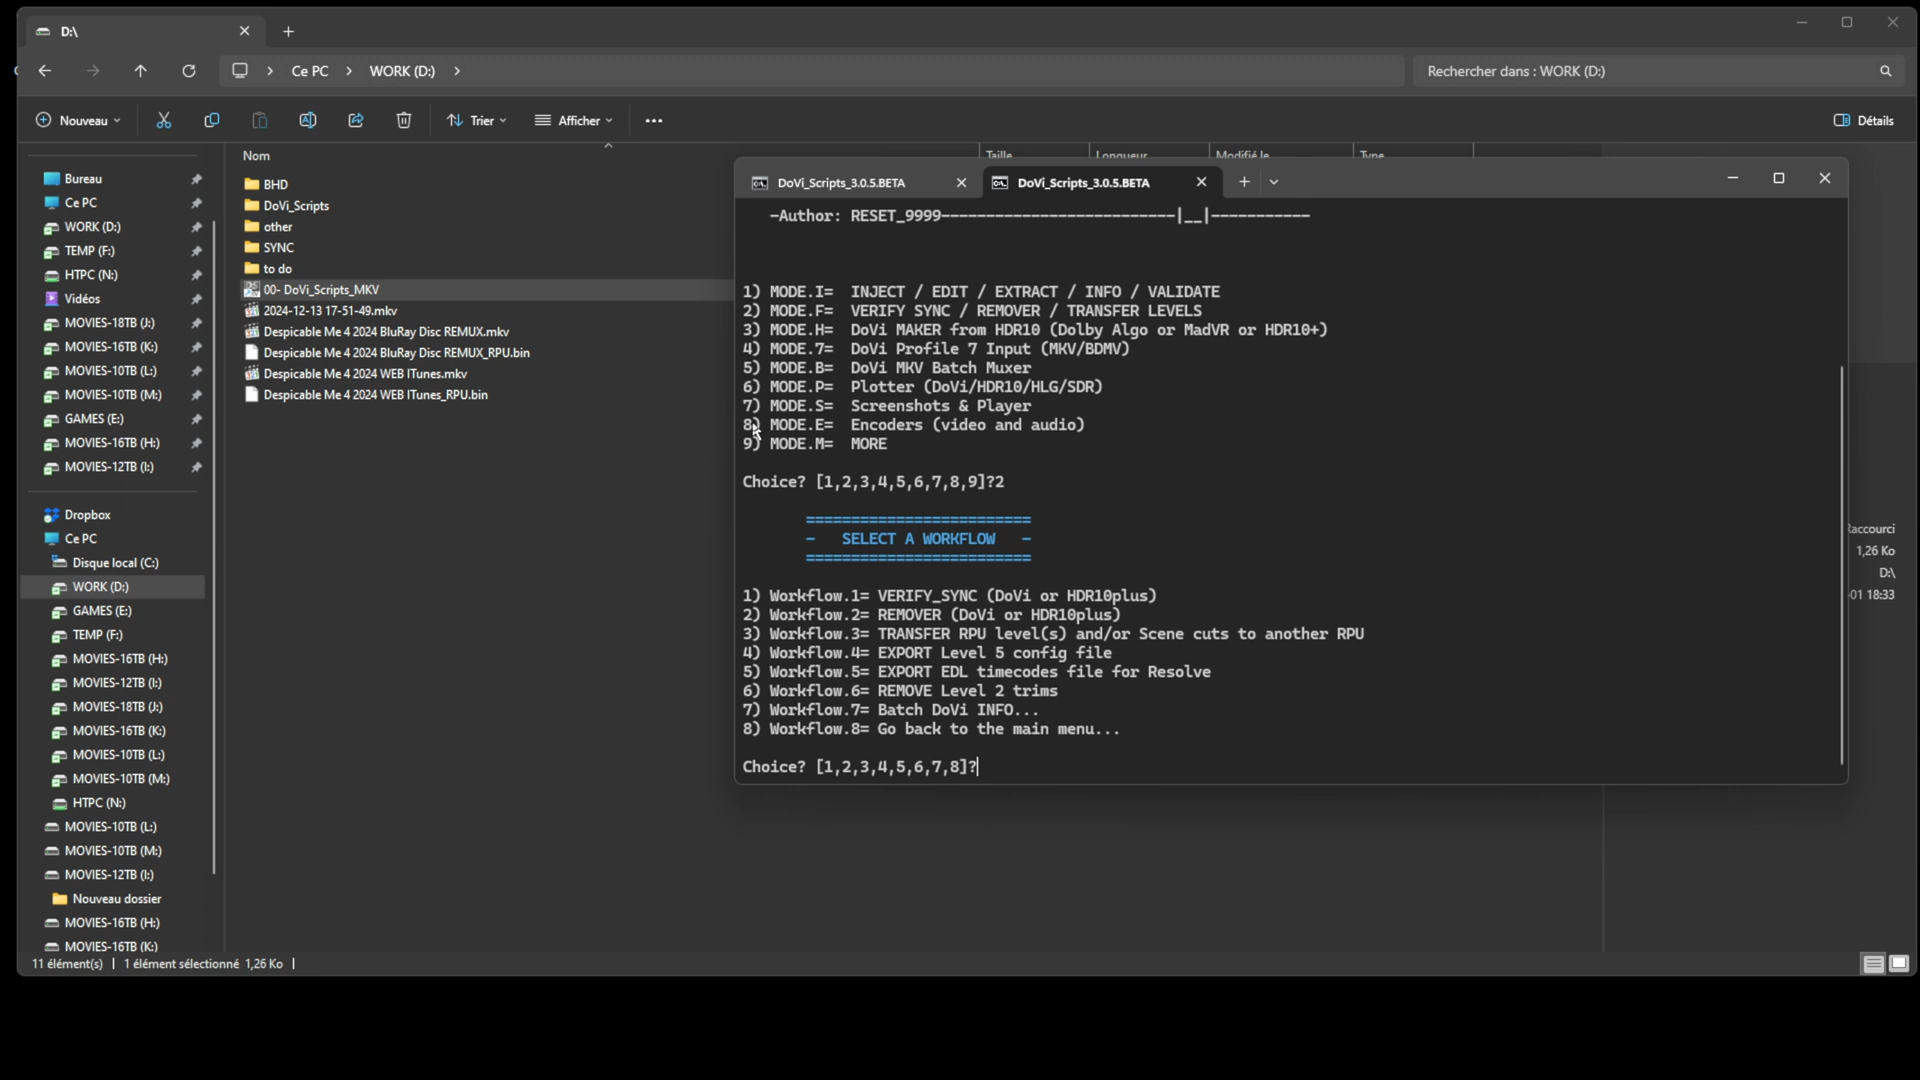 D:\
Ce PC > WORK (D:) >
Rechercher dans : WORK (D:)
Nouveau
Trier
Afficher
Détails
Bureau
Ce PC
WORK (D:)
TEMP (F:)
HTPC (N:)
Vidéos
MOVIES-18TB (J:)
MOVIES-16TB (K:)
MOVIES-10TB (L:)
MOVIES-10TB (M:)
GAMES (E:)
MOVIES-16TB (H:)
MOVIES-12TB (I:)
Dropbox
Ce PC
Disque local (C:)
WORK (D:)
GAMES (E:)
TEMP (F:)
MOVIES-16TB (H:)
MOVIES-12TB (I:)
MOVIES-18TB (J:)
MOVIES-16TB (K:)
MOVIES-10TB (L:)
MOVIES-10TB (M:)
HTPC (N:)
MOVIES-10TB (L:)
MOVIES-10TB (M:)
MOVIES-12TB (I:)
Nouveau dossier
MOVIES-16TB (H:)
MOVIES-16TB (K:)
Nom
Taille
Longueur
Modifié le
Type
BHD
DoVi_Scripts
other
SYNC
to do
00- DoVi_Scripts_MKV
2024-12-13 17-51-49.mkv
Despicable Me 4 2024 BluRay Disc REMUX.mkv
Despicable Me 4 2024 BluRay Disc REMUX_RPU.bin
Despicable Me 4 2024 WEB ITunes.mkv
Despicable Me 4 2024 WEB ITunes_RPU.bin
DoVi_Scripts_3.0.5.BETA
DoVi_Scripts_3.0.5.BETA
-Author: RESET_9999--------------------------|__|-----------
1) MODE.I= INJECT / EDIT / EXTRACT / INFO / VALIDATE
2) MODE.F= VERIFY SYNC / REMOVER / TRANSFER LEVELS
3) MODE.H= DoVi MAKER from HDR10 (Dolby Algo or MadVR or HDR10+)
4) MODE.7= DoVi Profile 7 Input (MKV/BDMV)
5) MODE.B= DoVi MKV Batch Muxer
6) MODE.P= Plotter (DoVi/HDR10/HLG/SDR)
7) MODE.S= Screenshots & Player
8) MODE.E= Encoders (video and audio)
9) MODE.M= MORE
Choice? [1,2,3,4,5,6,7,8,9]?2
=========================
- SELECT A WORKFLOW -
=========================
1) Workflow.1= VERIFY_SYNC (DoVi or HDR10plus)
2) Workflow.2= REMOVER (DoVi or HDR10plus)
3) Workflow.3= TRANSFER RPU level(s) and/or Scene cuts to another RPU
4) Workflow.4= EXPORT Level 5 config file
5) Workflow.5= EXPORT EDL timecodes file for Resolve
6) Workflow.6= REMOVE Level 2 trims
7) Workflow.7= Batch DoVi INFO...
8) Workflow.8= Go back to the main menu...
Choice? [1,2,3,4,5,6,7,8]?
Raccourci
1,26 Ko
D:\
-01 18:33
11 élément(s) | 1 élément sélectionné 1,26 Ko |